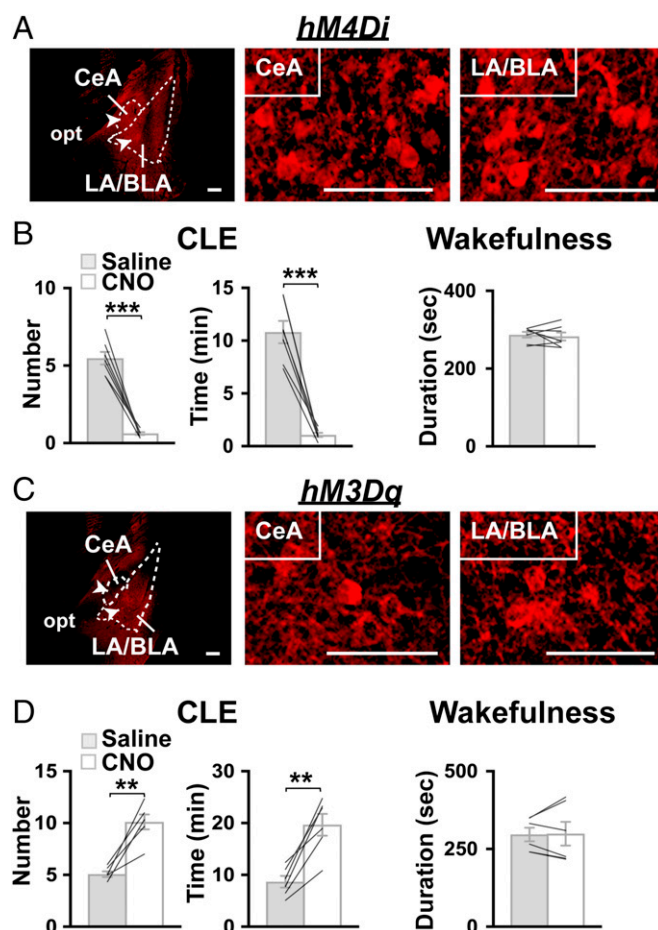 A
hM4Di
CeA
opt
LA/BLA
CeA
LA/BLA
B
CLE
Wakefulness
Saline
CNO
Number
10
5
0
***
Time (min)
15
10
5
0
***
Duration (sec)
400
200
0
C
hM3Dq
CeA
opt
LA/BLA
CeA
LA/BLA
D
CLE
Wakefulness
Saline
CNO
Number
15
10
5
0
**
Time (min)
30
20
10
0
**
Duration (sec)
500
250
0